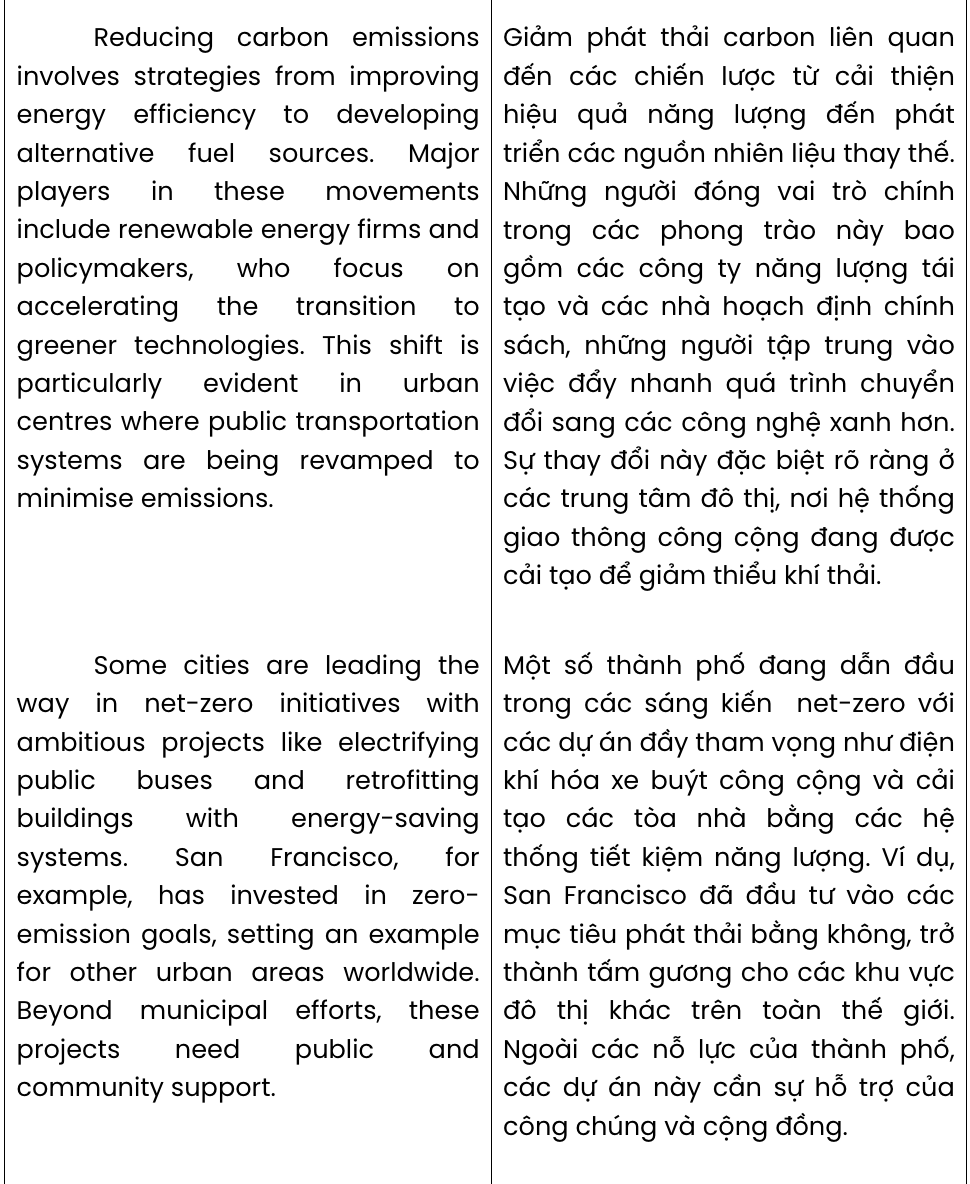 Reducing carbon emissions
involves strategies from improving
energy efficiency to developing
alternative fuel sources. Major
players in these movements
include renewable energy firms and
policymakers, who focus on
accelerating the transition to
greener technologies. This shift is
particularly evident in urban
centres where public transportation
systems are being revamped to
minimise emissions.
Giảm phát thải carbon liên quan
đến các chiến lược từ cải thiện
hiệu quả năng lượng đến phát
triển các nguồn nhiên liệu thay thế.
Những người đóng vai trò chính
trong các phong trào này bao
gồm các công ty năng lượng tái
tạo và các nhà hoạch định chính
sách, những người tập trung vào
việc đẩy nhanh quá trình chuyển
đổi sang các công nghệ xanh hơn.
Sự thay đổi này đặc biệt rõ ràng ở
các trung tâm đô thị, nơi hệ thống
giao thông công cộng đang được
cải tạo để giảm thiểu khí thải.
Some cities are leading the
way in net-zero initiatives with
ambitious projects like electrifying
public buses and retrofitting
buildings with energy-saving
systems. San Francisco, for
example, has invested in zero-
emission goals, setting an example
for other urban areas worldwide.
Beyond municipal efforts, these
projects need public and
community support.
Một số thành phố đang dẫn đầu
trong các sáng kiến net-zero với
các dự án đầy tham vọng như điện
khí hóa xe buýt công cộng và cải
tạo các tòa nhà bằng các hệ
thống tiết kiệm năng lượng. Ví dụ,
San Francisco đã đầu tư vào các
mục tiêu phát thải bằng không, trở
thành tấm gương cho các khu vực
đô thị khác trên toàn thế giới.
Ngoài các nỗ lực của thành phố,
các dự án này cần sự hỗ trợ của
công chúng và cộng đồng.